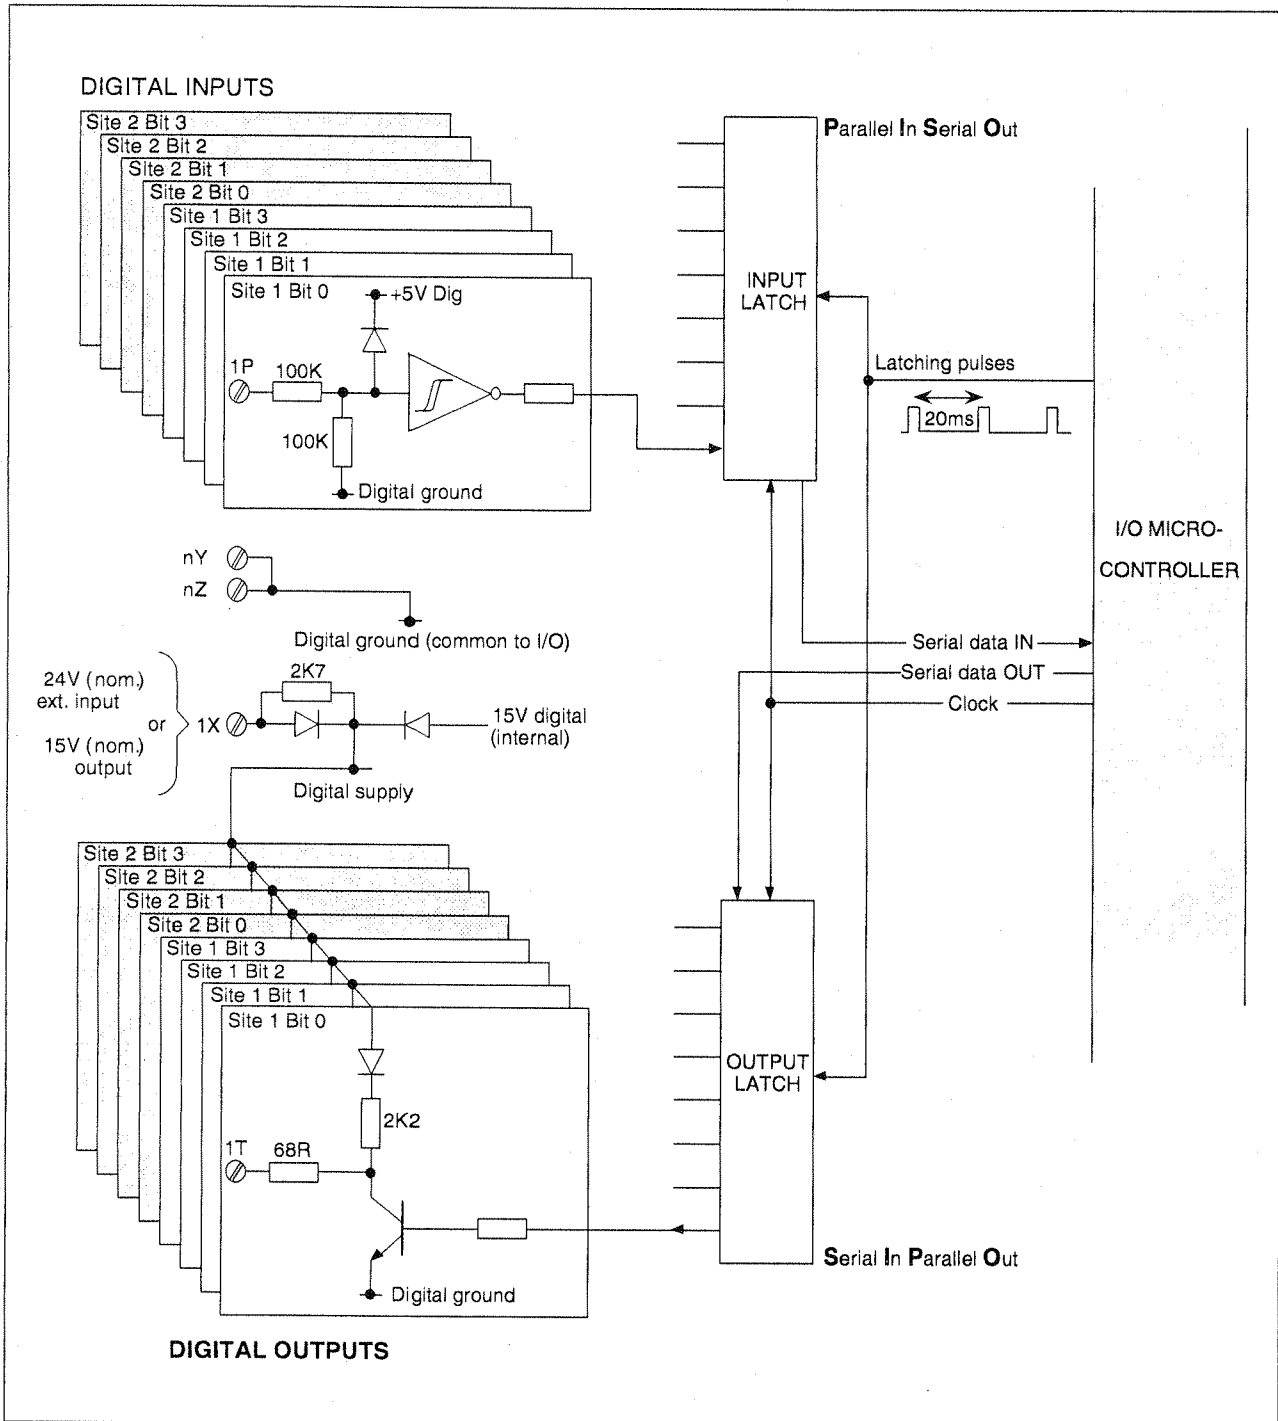 DIGITAL INPUTS
Site 2 Bit 3
Site 2 Bit 2
Site 2 Bit 1
Site 2 Bit 0
Site 1 Bit 3
Site 1 Bit 2
Site 1 Bit 1
Site 1 Bit 0
+5V Dig
1P
100K
100K
Digital ground
Parallel In Serial Out
INPUT
LATCH
Latching pulses
20ms
I/O MICRO-
CONTROLLER
nY
nZ
Digital ground (common to I/O)
Serial data IN
Serial data OUT
Clock
24V (nom.)
ext. input
or
15V (nom.)
output
1X
2K7
15V digital
(internal)
Digital supply
Site 2 Bit 3
Site 2 Bit 2
Site 2 Bit 1
Site 2 Bit 0
Site 1 Bit 3
Site 1 Bit 2
Site 1 Bit 1
Site 1 Bit 0
2K2
1T
68R
Digital ground
OUTPUT
LATCH
Serial In Parallel Out
DIGITAL OUTPUTS